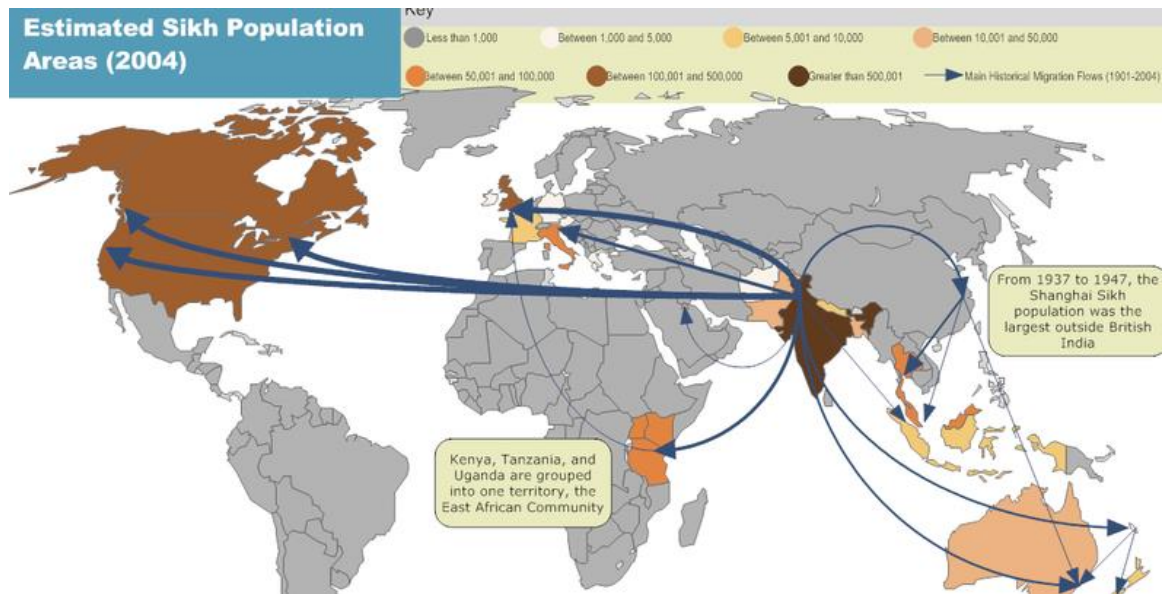 Estimated Sikh Population
Areas (2004)
Key
Less than 1,000
Between 1,000 and 5,000
Between 5,001 and 10,000
Between 10,001 and 50,000
Between 50,001 and 100,000
Between 100,001 and 500,000
Greater than 500,001
Main Historical Migration Flows (1901-2004)
From 1937 to 1947, the
Shanghai Sikh
population was the
largest outside British
India
Kenya, Tanzania, and
Uganda are grouped
into one territory, the
East African Community